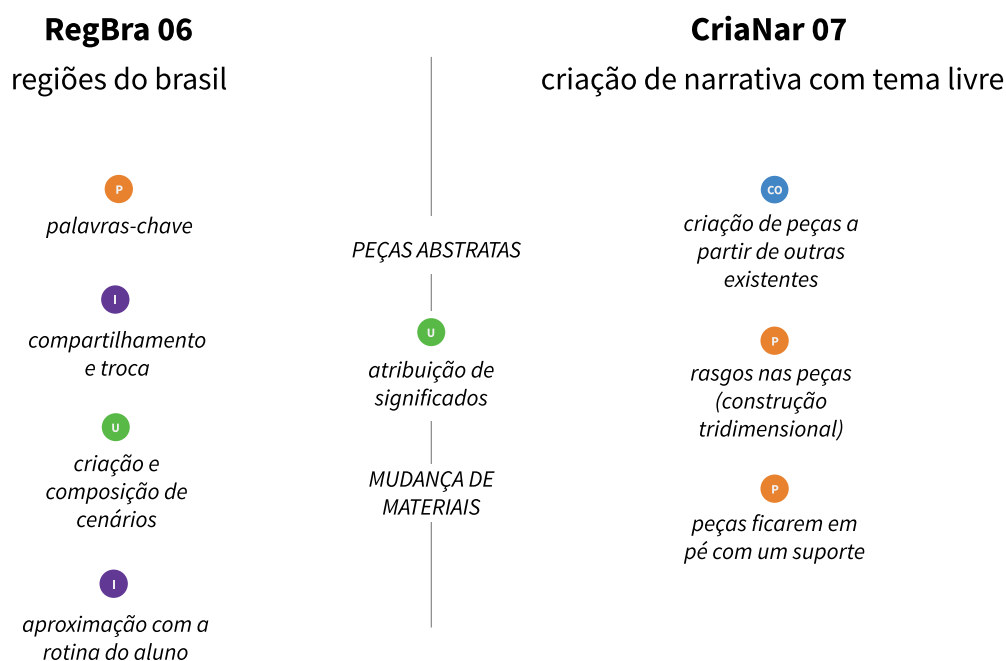 RegBra 06
regiões do brasil
P
palavras-chave
I
compartilhamento
e troca
U
criação e
composição de
cenários
I
aproximação com a
rotina do aluno
PEÇAS ABSTRATAS
U
atribuição de
significados
MUDANÇA DE
MATERIAIS
CriaNar 07
criação de narrativa com tema livre
CO
criação de peças a
partir de outras
existentes
P
rasgos nas peças
(construção
tridimensional)
P
peças ficarem em
pé com um suporte